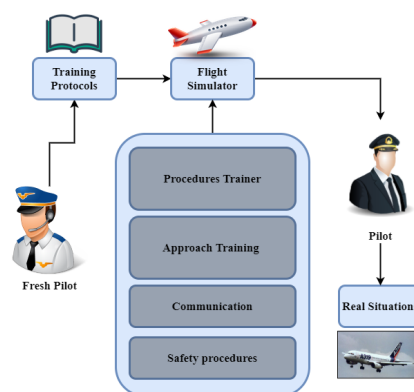 Training
Protocols
Flight
Simulator
Procedures Trainer
Approach Training
Communication
Safety procedures
Fresh Pilot
Pilot
Real Situation